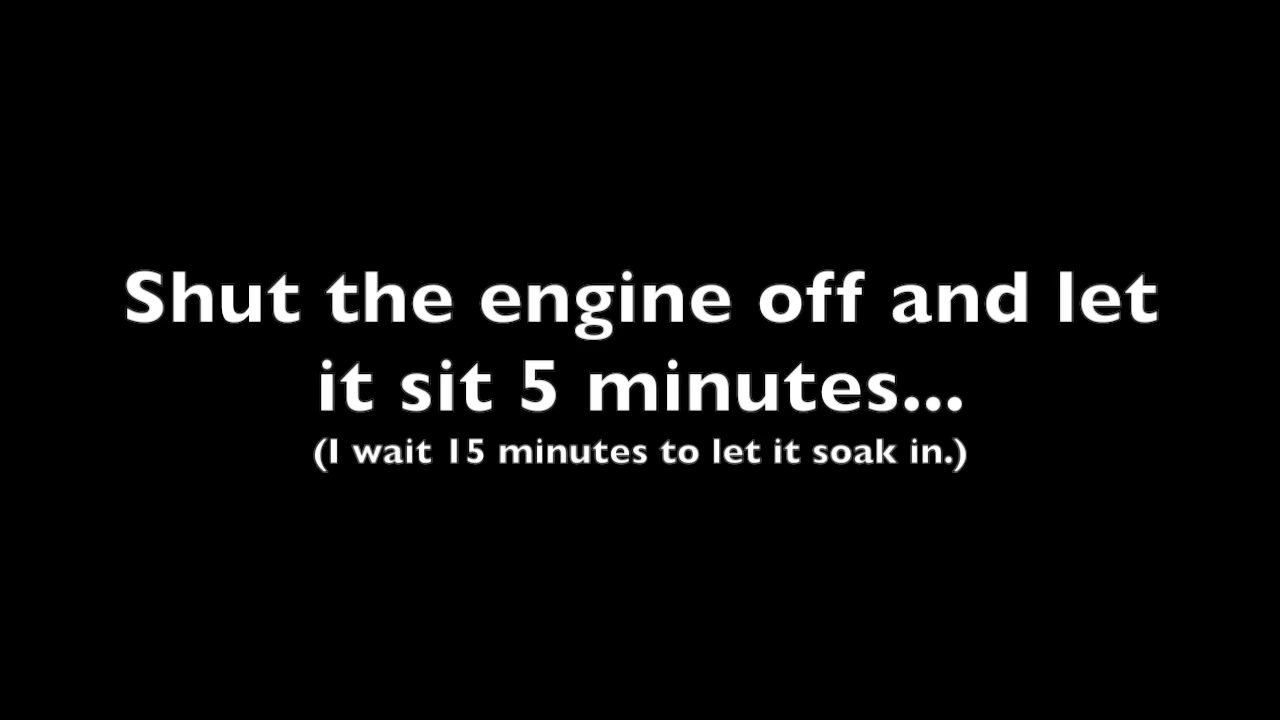 Shut the engine off and let
it sit 5 minutes...
(I wait 15 minutes to let it soak in.)